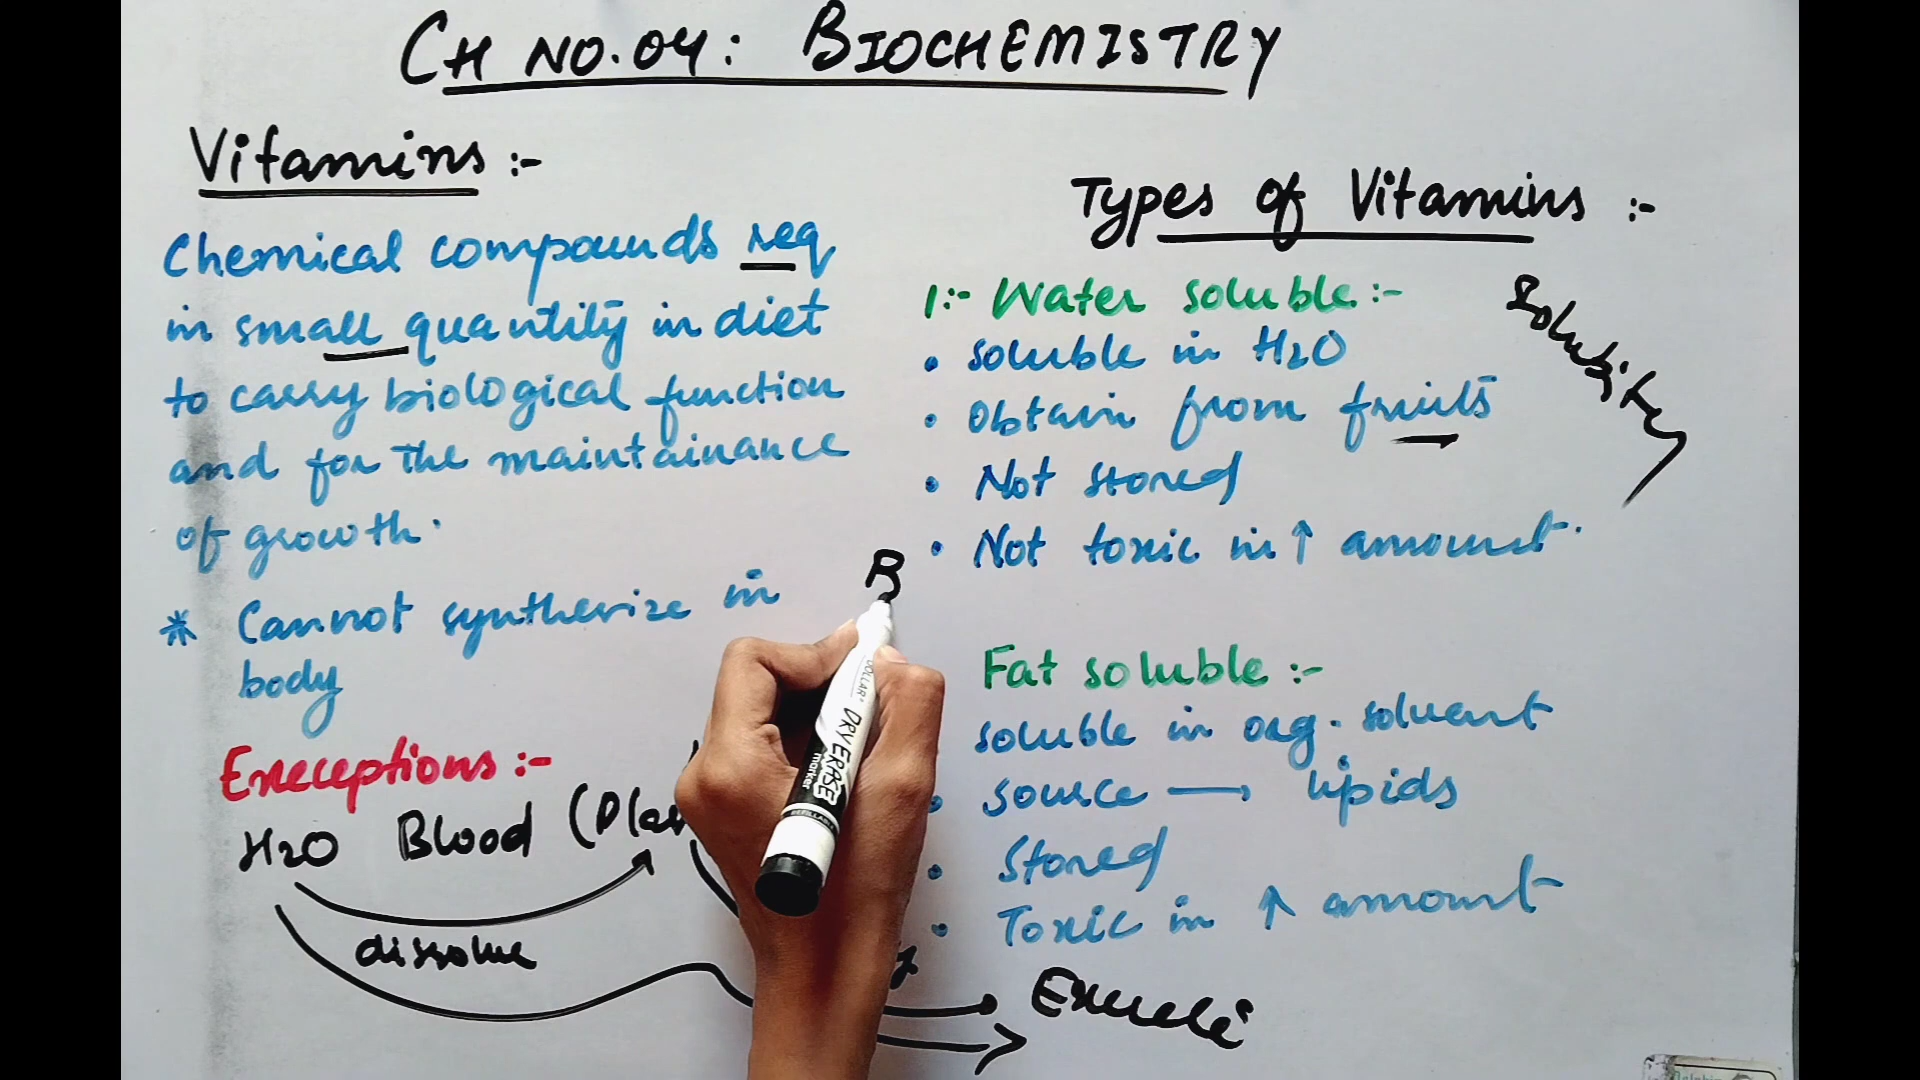 CH NO.04: BIOCHEMISTRY
Vitamins :-
Chemical compounds req
in small quantity in diet
to carry biological function
and for the maintainance
of growth.
* Cannot synthesize in
body
Execeptions :-
H2O Blood (Plas
dissolve
Types of Vitamins :-
1:- Water soluble :-
• soluble in H2O
• Obtain from fruits
• Not stored
• Not toxic in ↑ amount.
Solubility
B
Fat soluble :-
soluble in org. solvent
• source → lipids
• Stored
• Toxic in ↑ amount
DOLLAR DRY ERASE
marker
REFILLABLE